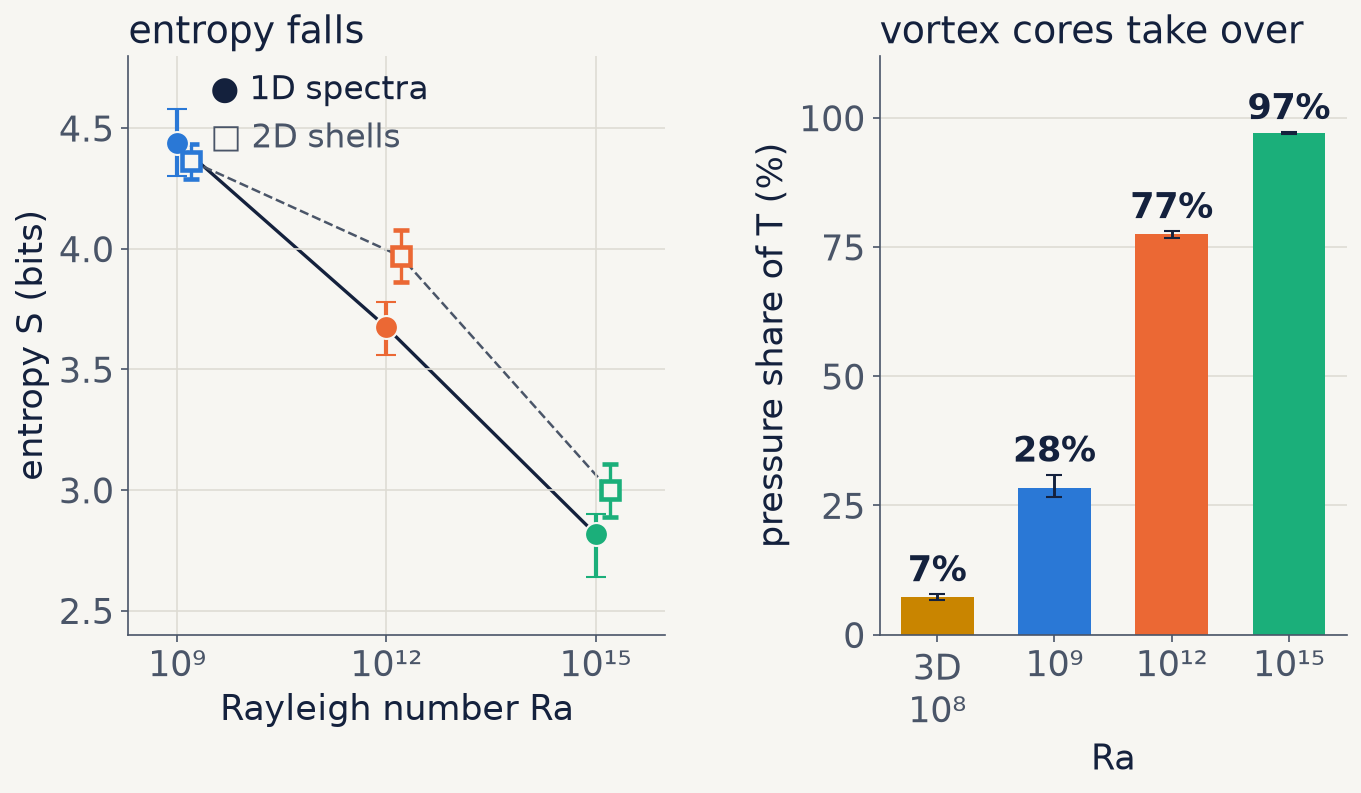 entropy falls
1D spectra
2D shells
entropy S (bits)
4.5
4.0
3.5
3.0
2.5
10⁹
10¹²
10¹⁵
Rayleigh number Ra
vortex cores take over
pressure share of T (%)
100
75
50
25
0
7%
28%
77%
97%
3D
10⁸
10⁹
10¹²
10¹⁵
Ra